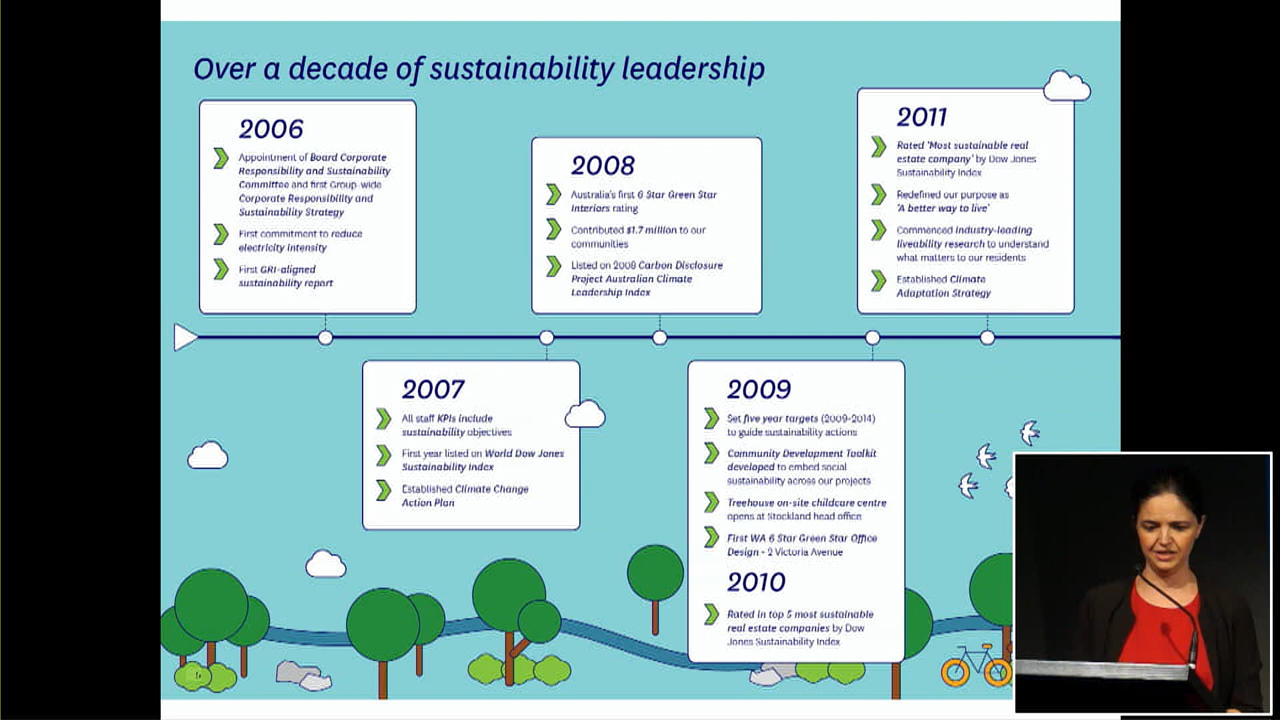 Over a decade of sustainability leadership
2006
Appointment of Board Corporate
Responsibility and Sustainability
Committee and first Group-wide
Corporate Responsibility and
Sustainability Strategy
First commitment to reduce
electricity intensity
First GRI-aligned
sustainability report
2007
All staff KPIs include
sustainability objectives
First year listed on World Dow Jones
Sustainability Index
Established Climate Change
Action Plan
2008
Australia's first 6 Star Green Star
Interiors rating
Contributed $1.7 million to our
communities
Listed on 2008 Carbon Disclosure
Project Australian Climate
Leadership Index
2009
Set five year targets (2009-2014)
to guide sustainability actions
Community Development Toolkit
developed to embed social
sustainability across our projects
Treehouse on-site childcare centre
opens at Stockland head office
First WA 6 Star Green Star Office
Design - 2 Victoria Avenue
2010
Rated in top 5 most sustainable
real estate companies by Dow
Jones Sustainability Index
2011
Rated 'Most sustainable real
estate company' by Dow Jones
Sustainability Index
Redefined our purpose as
'A better way to live'
Commenced industry-leading
liveability research to understand
what matters to our residents
Established Climate
Adaptation Strategy